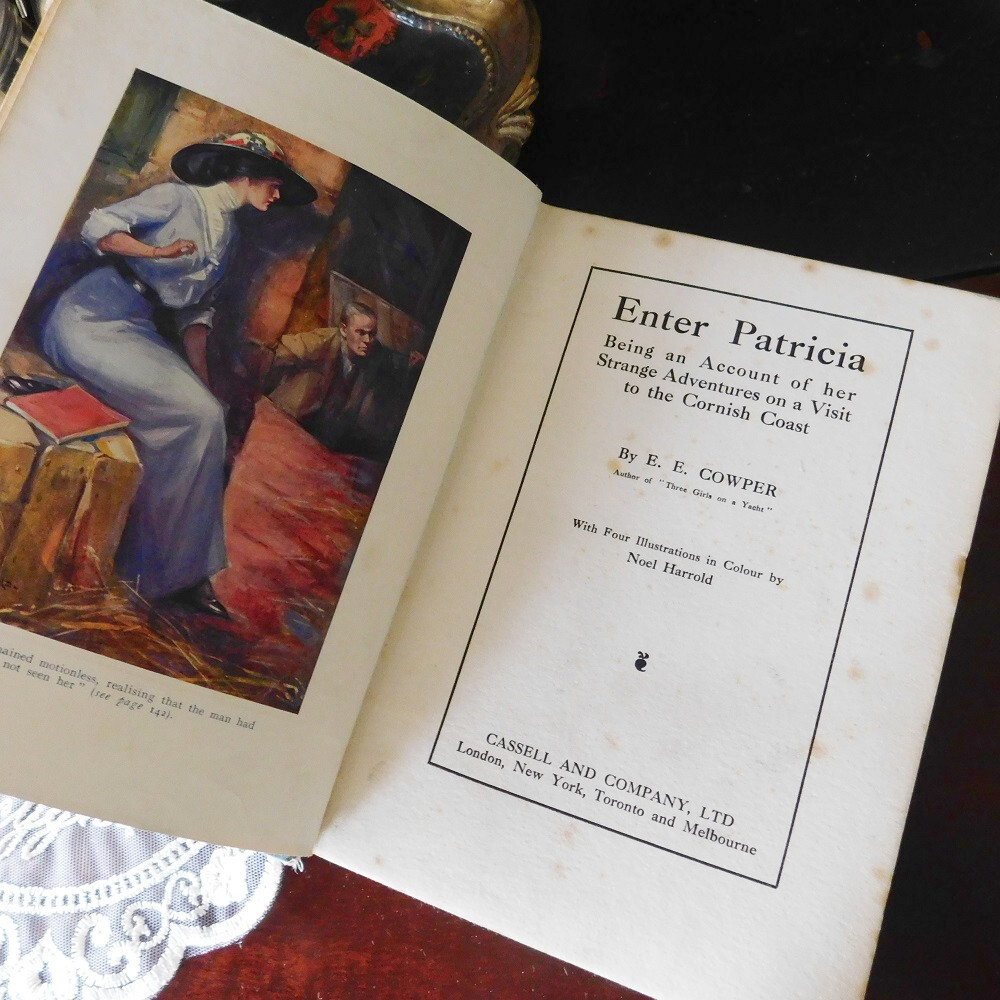 ained motionless, realising that the man had
not seen her" (see page 142).
Enter Patricia
Being an Account of her
Strange Adventures on a Visit
to the Cornish Coast
By E. E. COWPER
Author of "Three Girls on a Yacht"
With Four Illustrations in Colour by
Noel Harrold
CASSELL AND COMPANY, LTD
London, New York, Toronto and Melbourne